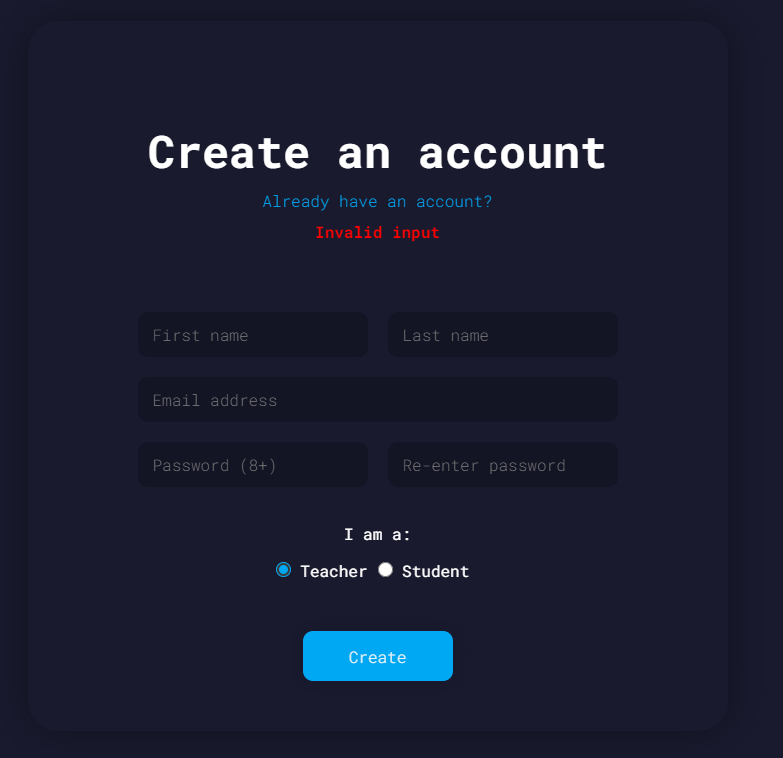 Create an account
Already have an account?
Invalid input
First name Last name
Email address
Password (8+) Re-enter password
I am a:
Teacher Student
Create